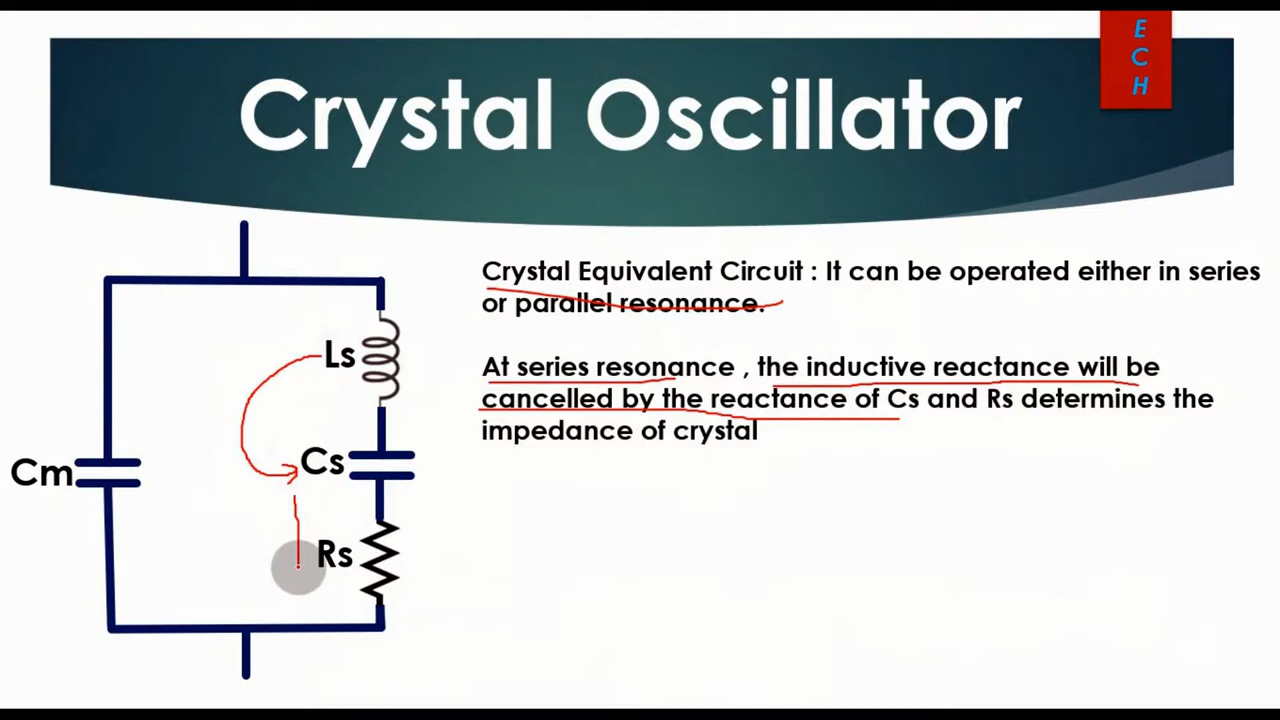 E
C
H
Crystal Oscillator
Crystal Equivalent Circuit : It can be operated either in series
or parallel resonance.
At series resonance , the inductive reactance will be
cancelled by the reactance of Cs and Rs determines the
impedance of crystal
Ls
Cs
Cm
Rs